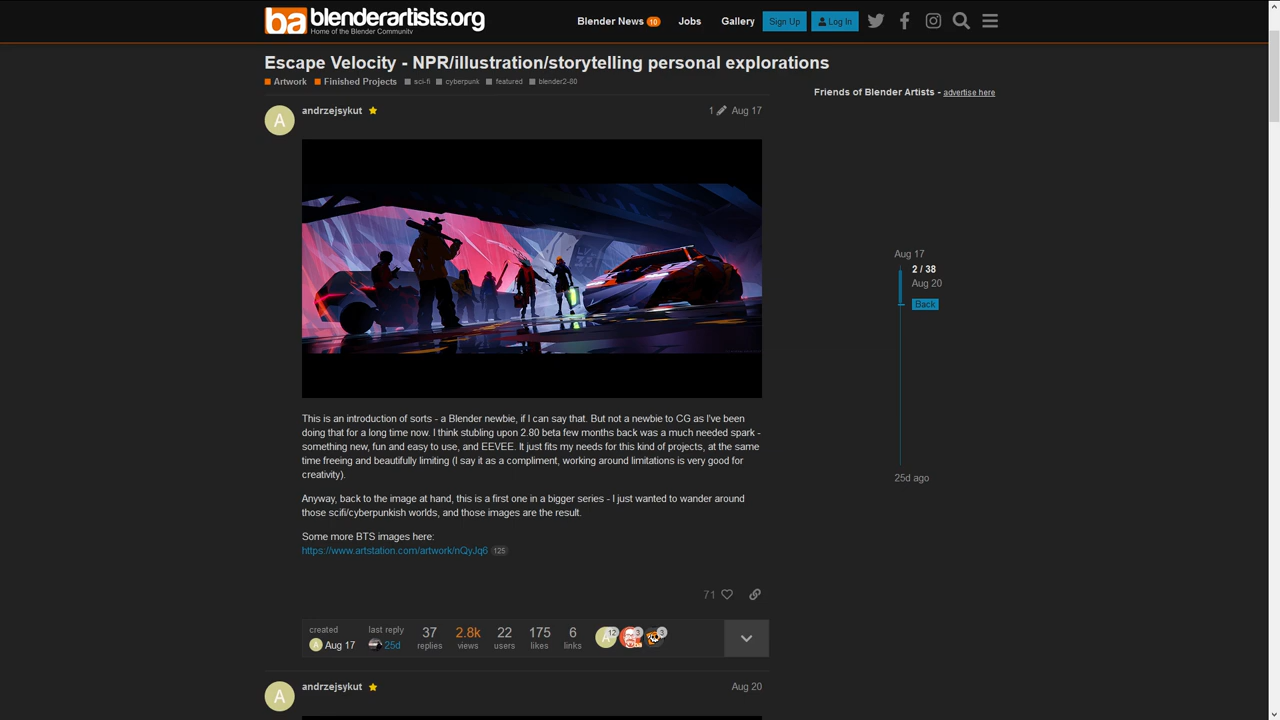 ba blenderartists.org
Home of the Blender Community
Blender News 10 Jobs Gallery Sign Up Log In
Escape Velocity - NPR/illustration/storytelling personal explorations
Artwork Finished Projects sci-fi cyberpunk featured blender2-80
Friends of Blender Artists - advertise here
A andrzejsykut 1 Aug 17
Aug 17
2 / 38
Aug 20
Back
25d ago
This is an introduction of sorts - a Blender newbie, if I can say that. But not a newbie to CG as I've been
doing that for a long time now. I think stubling upon 2.80 beta few months back was a much needed spark -
something new, fun and easy to use, and EEVEE. It just fits my needs for this kind of projects, at the same
time freeing and beautifully limiting (I say it as a compliment, working around limitations is very good for
creativity).
Anyway, back to the image at hand, this is a first one in a bigger series - I just wanted to wander around
those scifi/cyberpunkish worlds, and those images are the result.
Some more BTS images here:
https://www.artstation.com/artwork/nQyJq6 125
71
created last reply 37 2.8k 22 175 6 A 12 3 3
A Aug 17 25d replies views users likes links
A andrzejsykut Aug 20